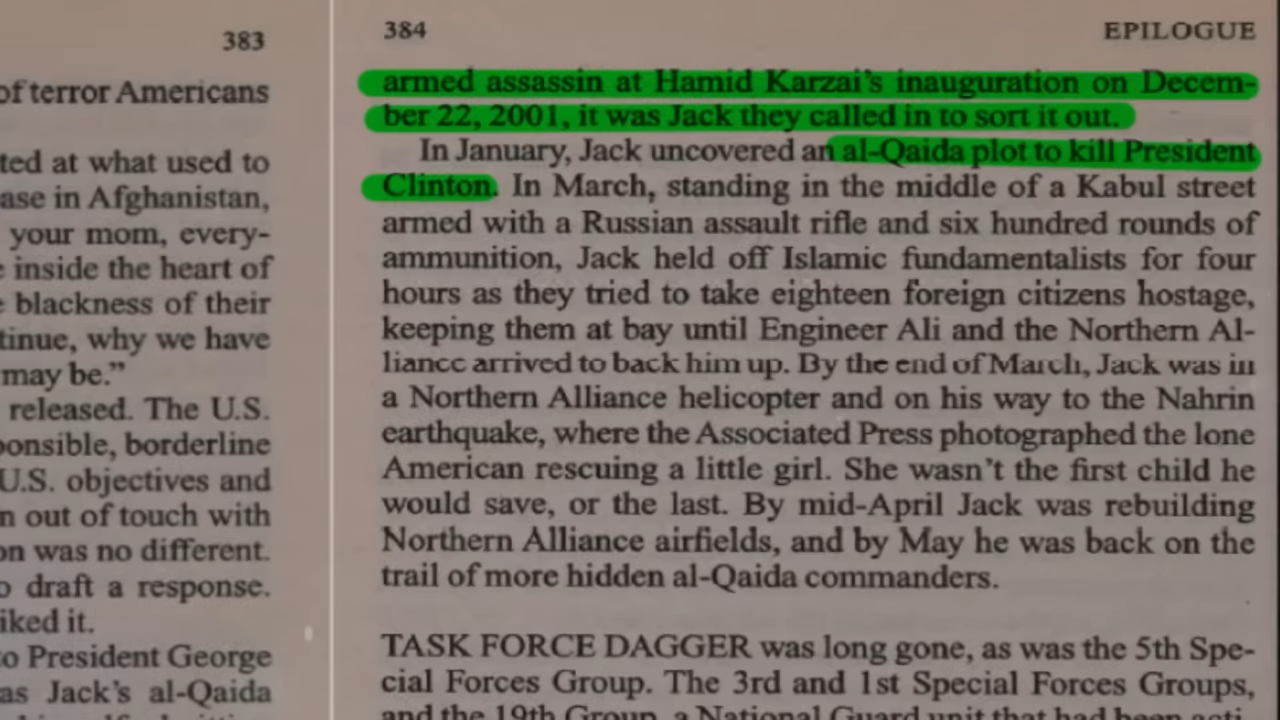 383
of terror Americans
ted at what used to
ase in Afghanistan,
your mom, every-
inside the heart of
blackness of their
tinue, why we have
may be.”
released. The U.S.
ponsible, borderline
U.S. objectives and
n out of touch with
on was no different.
draft a response.
iked it.
to President George
as Jack's al-Qaida
384 EPILOGUE
armed assassin at Hamid Karzai's inauguration on Decem-
ber 22, 2001, it was Jack they called in to sort it out.
In January, Jack uncovered an al-Qaida plot to kill President
Clinton. In March, standing in the middle of a Kabul street
armed with a Russian assault rifle and six hundred rounds of
ammunition, Jack held off Islamic fundamentalists for four
hours as they tried to take eighteen foreign citizens hostage,
keeping them at bay until Engineer Ali and the Northern Al-
liance arrived to back him up. By the end of March, Jack was in
a Northern Alliance helicopter and on his way to the Nahrin
earthquake, where the Associated Press photographed the lone
American rescuing a little girl. She wasn't the first child he
would save, or the last. By mid-April Jack was rebuilding
Northern Alliance airfields, and by May he was back on the
trail of more hidden al-Qaida commanders.
TASK FORCE DAGGER was long gone, as was the 5th Spe-
cial Forces Group. The 3rd and 1st Special Forces Groups,
and the 19th Group, a National Guard unit that had been